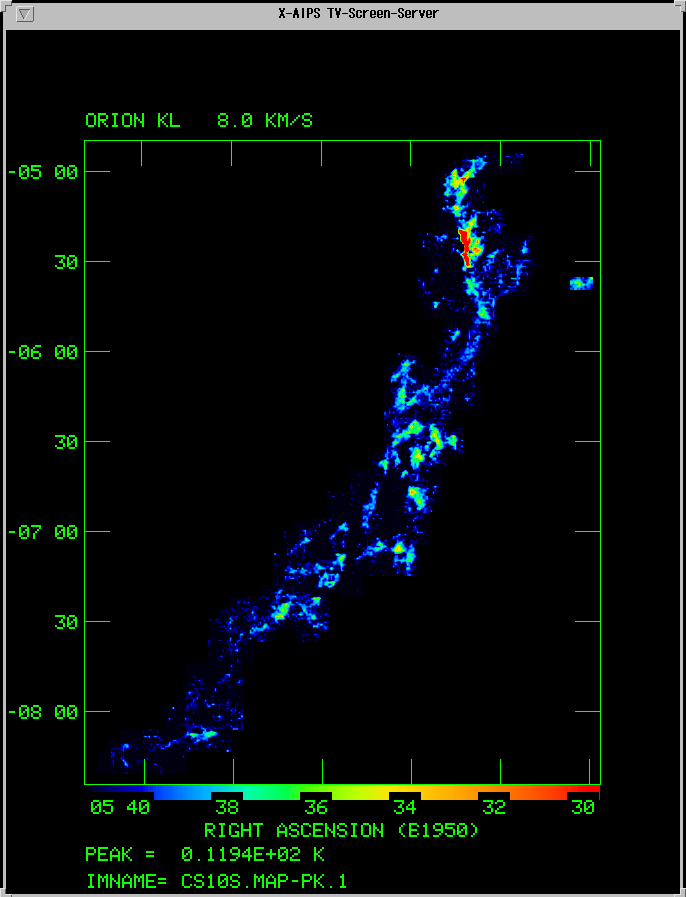 X-AIPS TV-Screen-Server
ORION KL 8.0 KM/S
-05 00
30
-06 00
30
-07 00
30
-08 00
05 40 38 36 34 32 30
RIGHT ASCENSION (B1950)
PEAK = 0.1194E+02 K
IMNAME= CS10S.MAP-PK.1